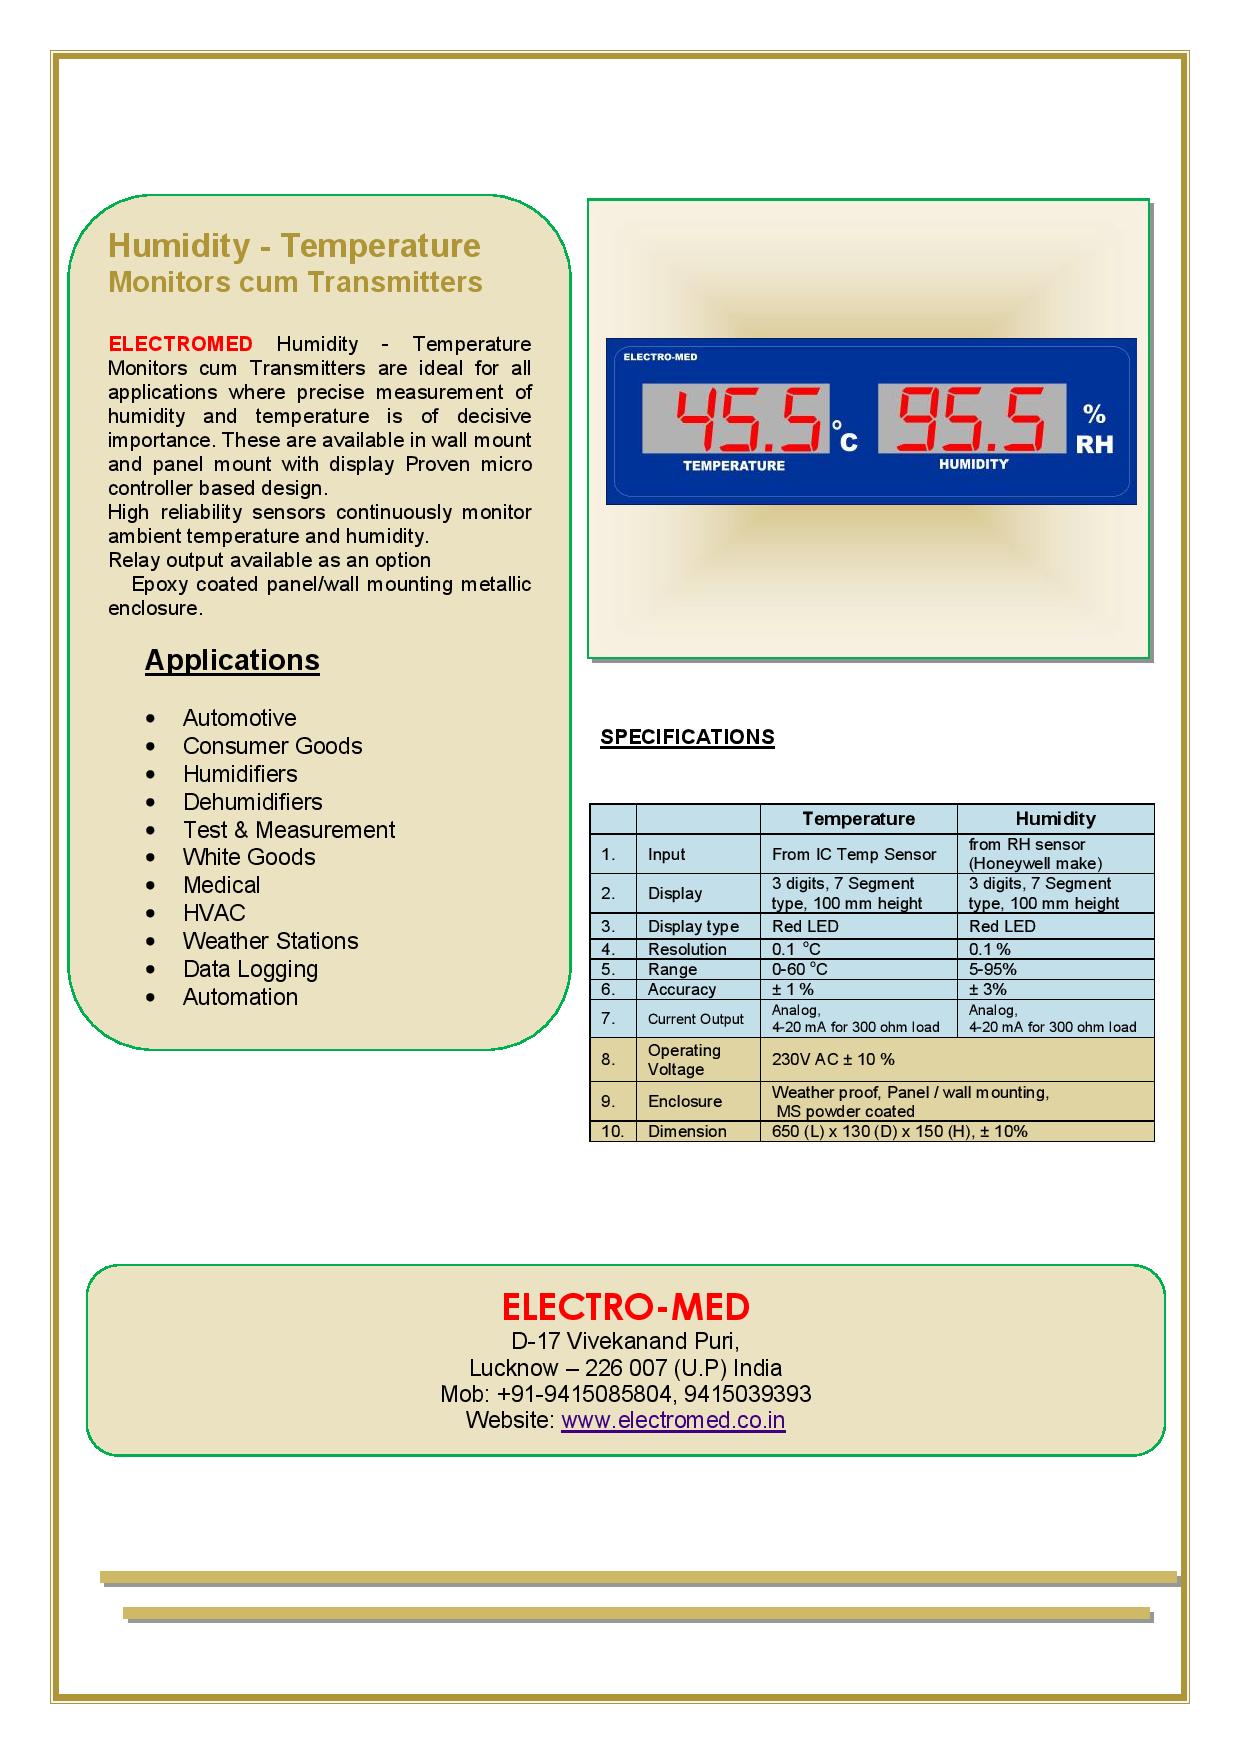 Humidity - Temperature
Monitors cum Transmitters
ELECTROMED Humidity - Temperature
Monitors cum Transmitters are ideal for all
applications where precise measurement of
humidity and temperature is of decisive
importance. These are available in wall mount
and panel mount with display Proven micro
controller based design.
High reliability sensors continuously monitor
ambient temperature and humidity.
Relay output available as an option
Epoxy coated panel/wall mounting metallic
enclosure.
Applications
• Automotive
• Consumer Goods
• Humidifiers
• Dehumidifiers
• Test & Measurement
• White Goods
• Medical
• HVAC
• Weather Stations
• Data Logging
• Automation
ELECTRO-MED
45.5 °C 95.5 % RH
TEMPERATURE HUMIDITY
SPECIFICATIONS
Temperature Humidity
1. Input From IC Temp Sensor from RH sensor (Honeywell make)
2. Display 3 digits, 7 Segment type, 100 mm height 3 digits, 7 Segment type, 100 mm height
3. Display type Red LED Red LED
4. Resolution 0.1 °C 0.1 %
5. Range 0-60 °C 5-95%
6. Accuracy ± 1 % ± 3%
7. Current Output Analog, 4-20 mA for 300 ohm load Analog, 4-20 mA for 300 ohm load
8. Operating Voltage 230V AC ± 10 %
9. Enclosure Weather proof, Panel / wall mounting, MS powder coated
10. Dimension 650 (L) x 130 (D) x 150 (H), ± 10%
ELECTRO-MED
D-17 Vivekanand Puri,
Lucknow – 226 007 (U.P) India
Mob: +91-9415085804, 9415039393
Website: www.electromed.co.in